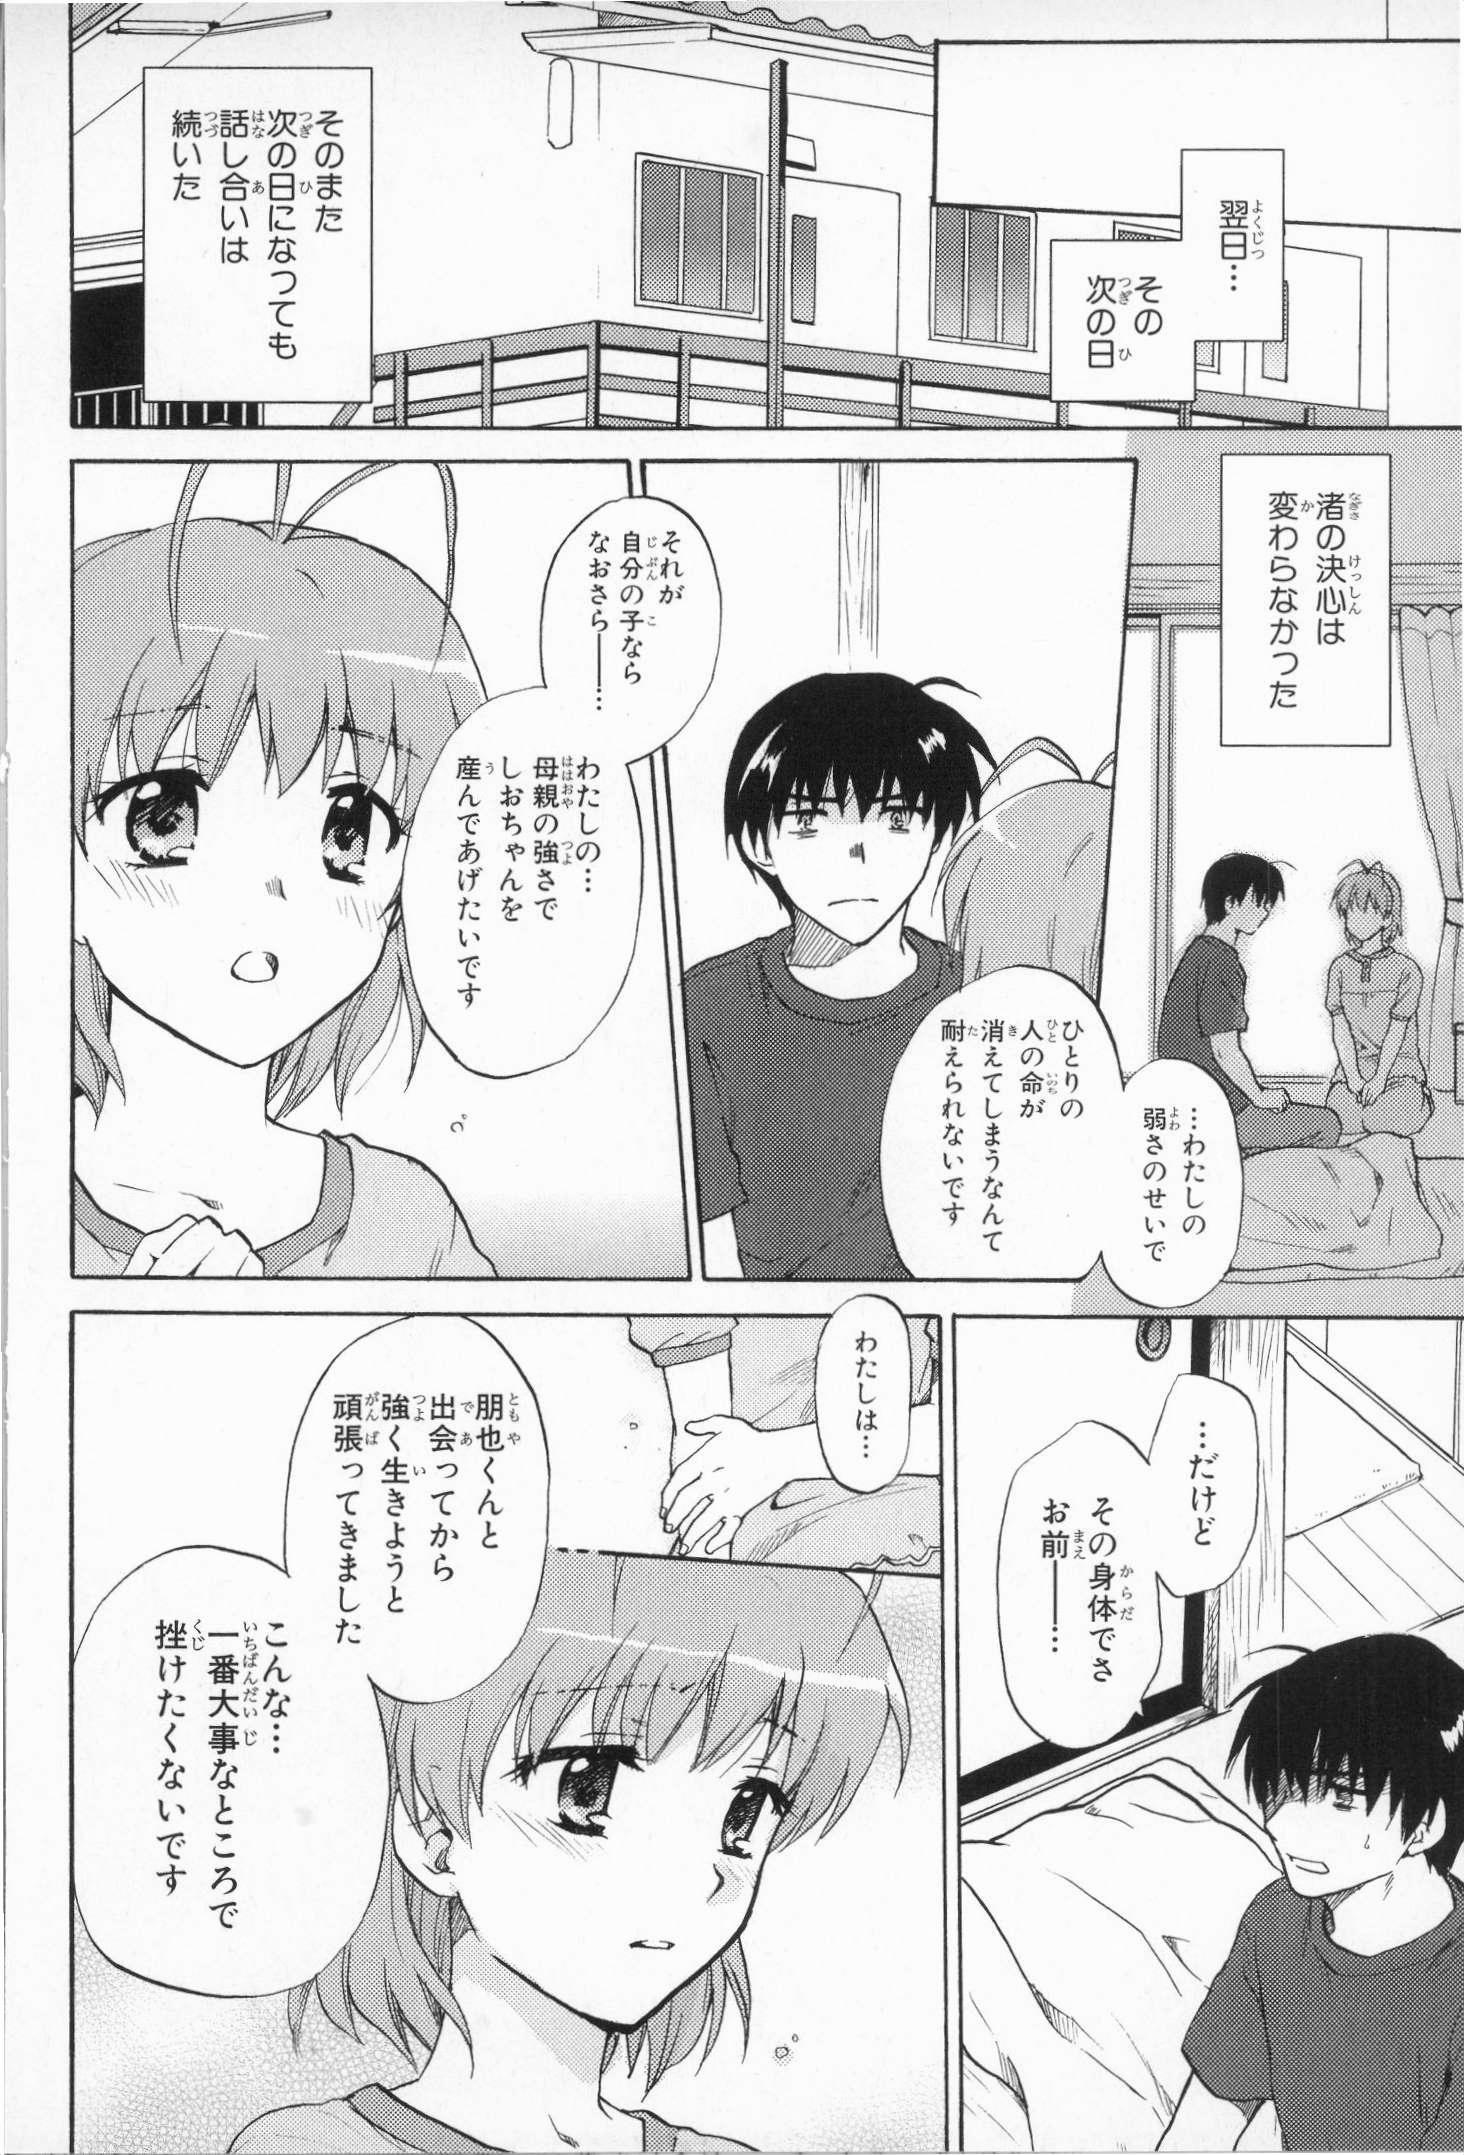 翌日…
その
次の日
そのまた
次の日になっても
話し合いは
続いた
渚の決心は
変わらなかった
…わたしの
弱さのせいで
ひとりの
人の命が
消えてしまうなんて
耐えられないです
それが
自分の子なら
なおさら――…
わたしの…
母親の強さで
しおちゃんを
産んであげたいです
…だけど
その身体でさ
お前――…
わたしは…
朋也くんと
出会ってから
強く生きようと
頑張ってきました
こんな…
一番大事なところで
挫けたくないです